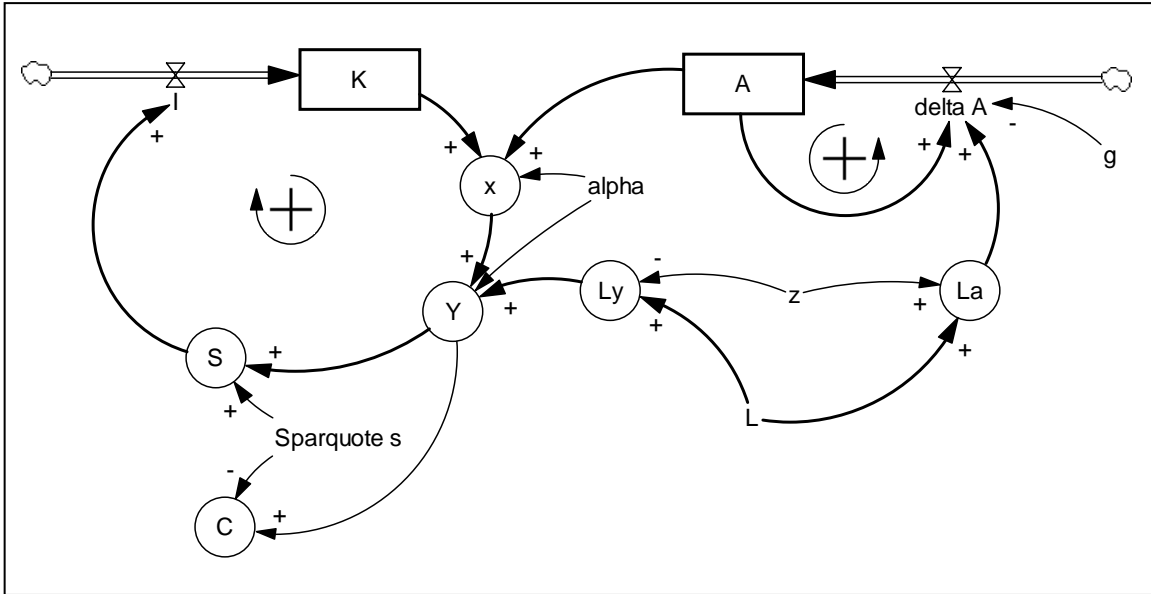 K
A
I
delta A
+
+
+
+
+
-
g
x
alpha
+
+
+
-
Ly
z
La
Y
+
+
+
+
S
+
L
+
Sparquote s
-
C
+